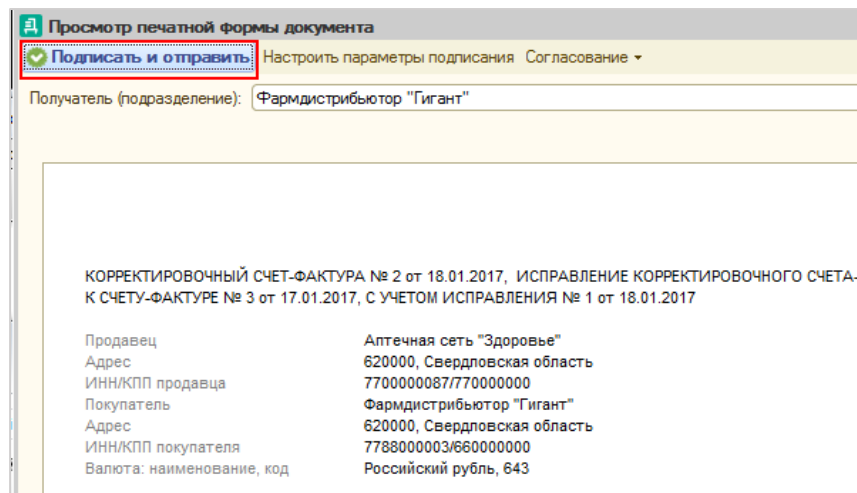 Просмотр печатной формы документа
Подписать и отправить Настроить параметры подписания Согласование
Получатель (подразделение): Фармдистрибьютор "Гигант"
КОРРЕКТИРОВОЧНЫЙ СЧЕТ-ФАКТУРА № 2 от 18.01.2017, ИСПРАВЛЕНИЕ КОРРЕКТИРОВОЧНОГО СЧЕТА-
К СЧЕТУ-ФАКТУРЕ № 3 от 17.01.2017, С УЧЕТОМ ИСПРАВЛЕНИЯ № 1 от 18.01.2017
Продавец Аптечная сеть "Здоровье"
Адрес 620000, Свердловская область
ИНН/КПП продавца 7700000087/770000000
Покупатель Фармдистрибьютор "Гигант"
Адрес 620000, Свердловская область
ИНН/КПП покупателя 7788000003/660000000
Валюта: наименование, код Российский рубль, 643